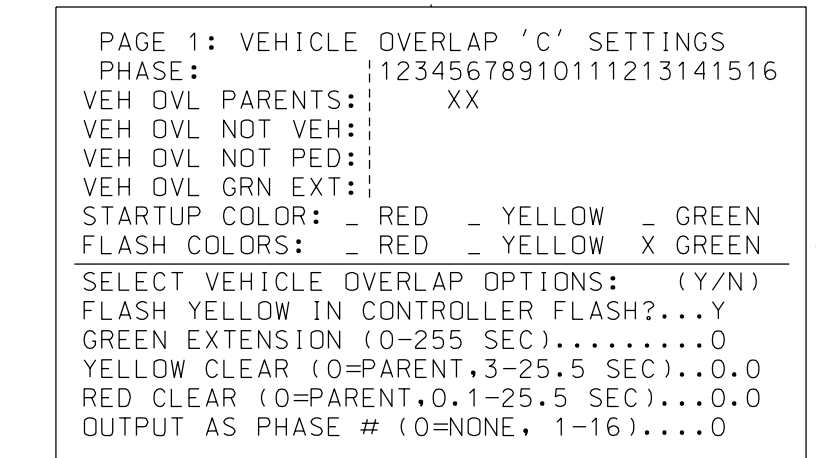 PAGE 1: VEHICLE OVERLAP 'C' SETTINGS
PHASE: ¦12345678910111213141516
VEH OVL PARENTS:¦ XX
VEH OVL NOT VEH:¦
VEH OVL NOT PED:¦
VEH OVL GRN EXT:¦
STARTUP COLOR: _ RED _ YELLOW _ GREEN
FLASH COLORS: _ RED _ YELLOW X GREEN
SELECT VEHICLE OVERLAP OPTIONS: (Y/N)
FLASH YELLOW IN CONTROLLER FLASH?...Y
GREEN EXTENSION (0-255 SEC).........0
YELLOW CLEAR (0=PARENT,3-25.5 SEC)..0.0
RED CLEAR (0=PARENT,0.1-25.5 SEC)...0.0
OUTPUT AS PHASE # (0=NONE, 1-16)....0